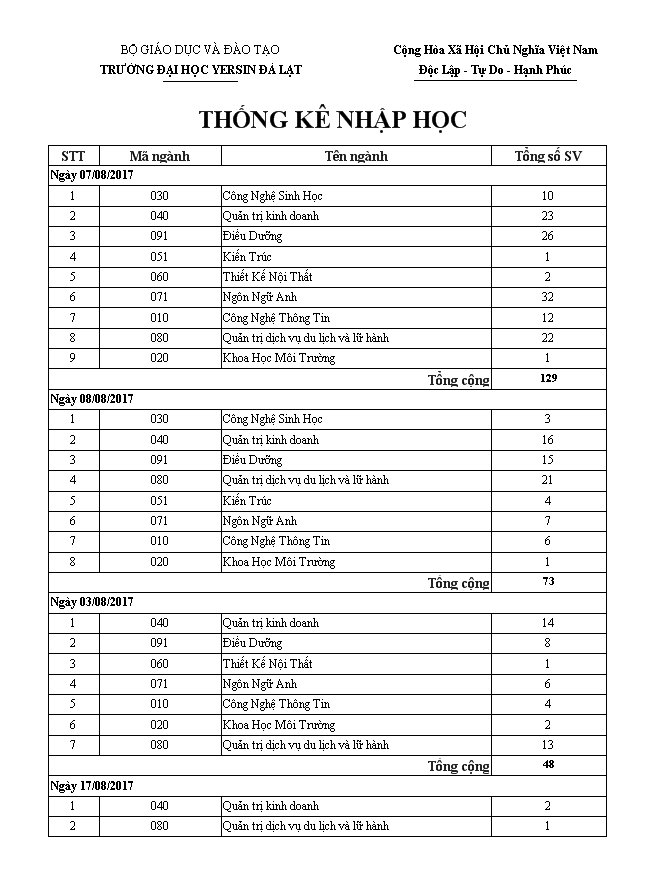 BỘ GIÁO DỤC VÀ ĐÀO TẠO Cộng Hòa Xã Hội Chủ Nghĩa Việt Nam
TRƯỜNG ĐẠI HỌC YERSIN ĐÀ LẠT Độc Lập - Tự Do - Hạnh Phúc
THỐNG KÊ NHẬP HỌC
STT Mã ngành Tên ngành Tổng số SV
Ngày 07/08/2017
1 030 Công Nghệ Sinh Học 10
2 040 Quản trị kinh doanh 23
3 091 Điều Dưỡng 26
4 051 Kiến Trúc 1
5 060 Thiết Kế Nội Thất 2
6 071 Ngôn Ngữ Anh 32
7 010 Công Nghệ Thông Tin 12
8 080 Quản trị dịch vụ du lịch và lữ hành 22
9 020 Khoa Học Môi Trường 1
Tổng cộng 129
Ngày 08/08/2017
1 030 Công Nghệ Sinh Học 3
2 040 Quản trị kinh doanh 16
3 091 Điều Dưỡng 15
4 080 Quản trị dịch vụ du lịch và lữ hành 21
5 051 Kiến Trúc 4
6 071 Ngôn Ngữ Anh 7
7 010 Công Nghệ Thông Tin 6
8 020 Khoa Học Môi Trường 1
Tổng cộng 73
Ngày 03/08/2017
1 040 Quản trị kinh doanh 14
2 091 Điều Dưỡng 8
3 060 Thiết Kế Nội Thất 1
4 071 Ngôn Ngữ Anh 6
5 010 Công Nghệ Thông Tin 4
6 020 Khoa Học Môi Trường 2
7 080 Quản trị dịch vụ du lịch và lữ hành 13
Tổng cộng 48
Ngày 17/08/2017
1 040 Quản trị kinh doanh 2
2 080 Quản trị dịch vụ du lịch và lữ hành 1